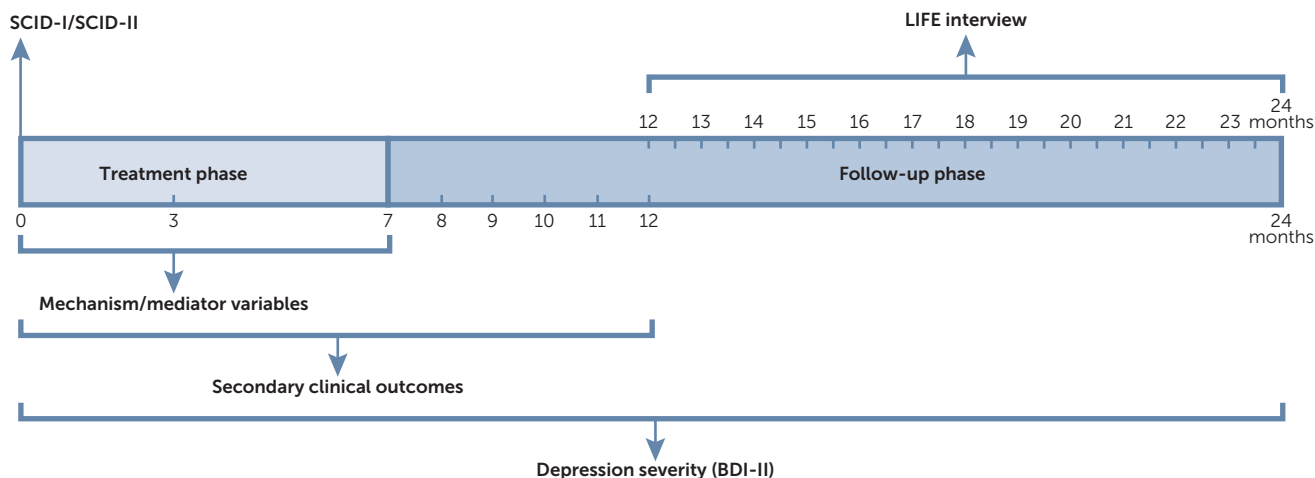 SCID-I/SCID-II
LIFE interview
24
12 13 14 15 16 17 18 19 20 21 22 23 months
Treatment phase
Follow-up phase
0 3 7 8 9 10 11 12 24
months
Mechanism/mediator variables
Secondary clinical outcomes
Depression severity (BDI-II)